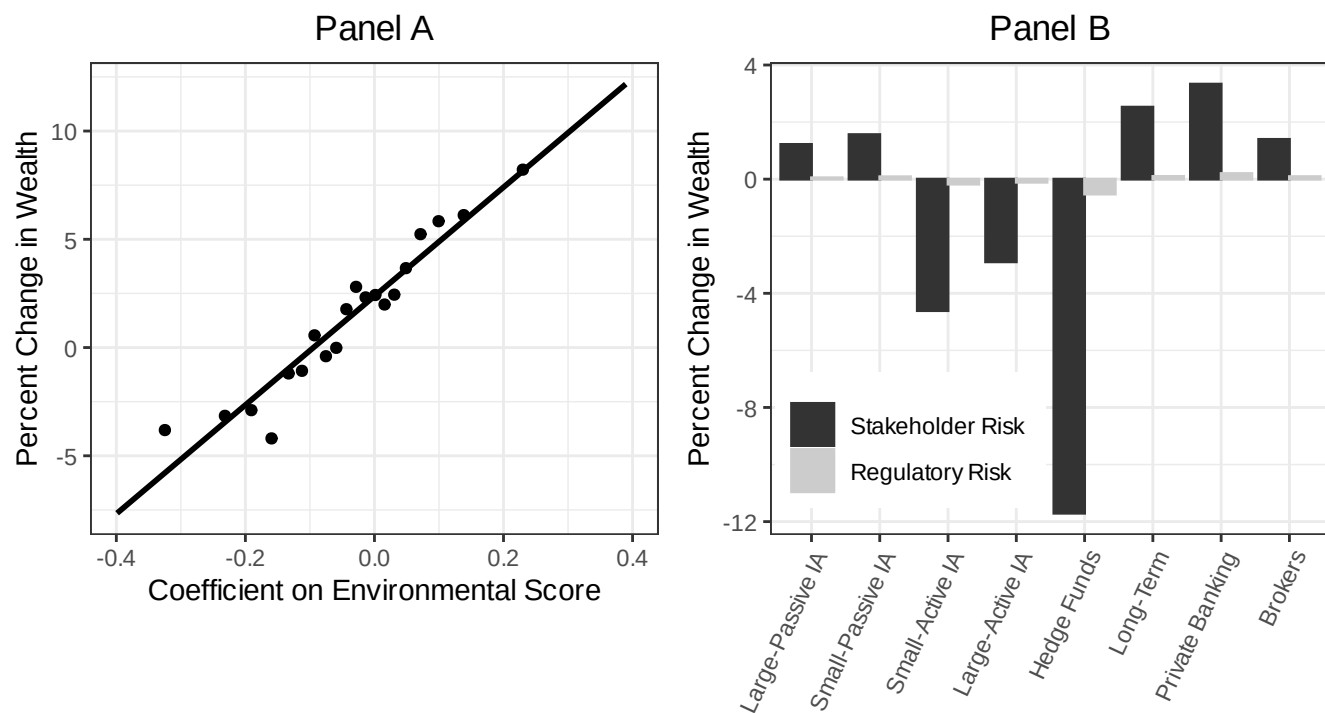 Panel A
Percent Change in Wealth
10
5
0
-5
-0.4
-0.2
0.0
0.2
0.4
Coefficient on Environmental Score
Panel B
Percent Change in Wealth
4
0
-4
-8
-12
Stakeholder Risk
Regulatory Risk
Large-Passive IA
Small-Passive IA
Small-Active IA
Large-Active IA
Hedge Funds
Long-Term
Private Banking
Brokers